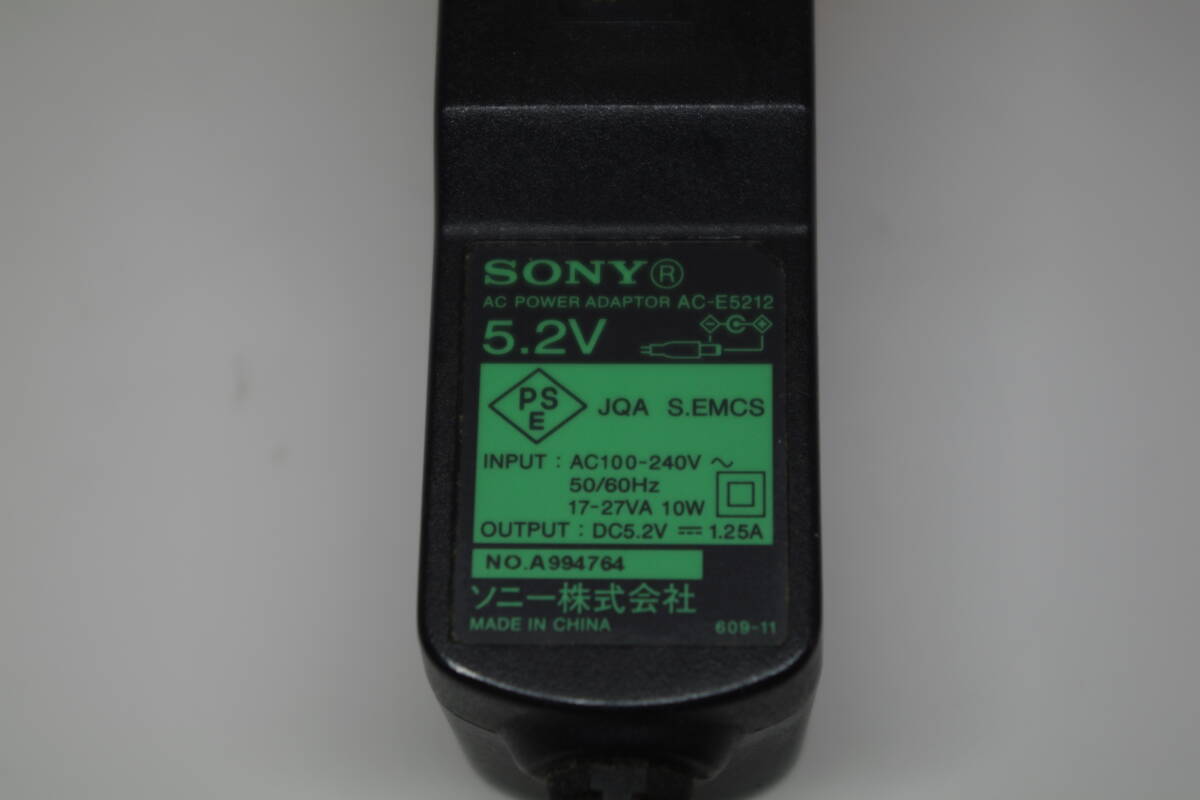 SONY®
AC POWER ADAPTOR AC-E5212
5.2V
PS
E
JQA S.EMCS
INPUT : AC100-240V ~
50/60Hz
17-27VA 10W
OUTPUT : DC5.2V ⎓ 1.25A
NO.A994764
ソニー株式会社
MADE IN CHINA
609-11